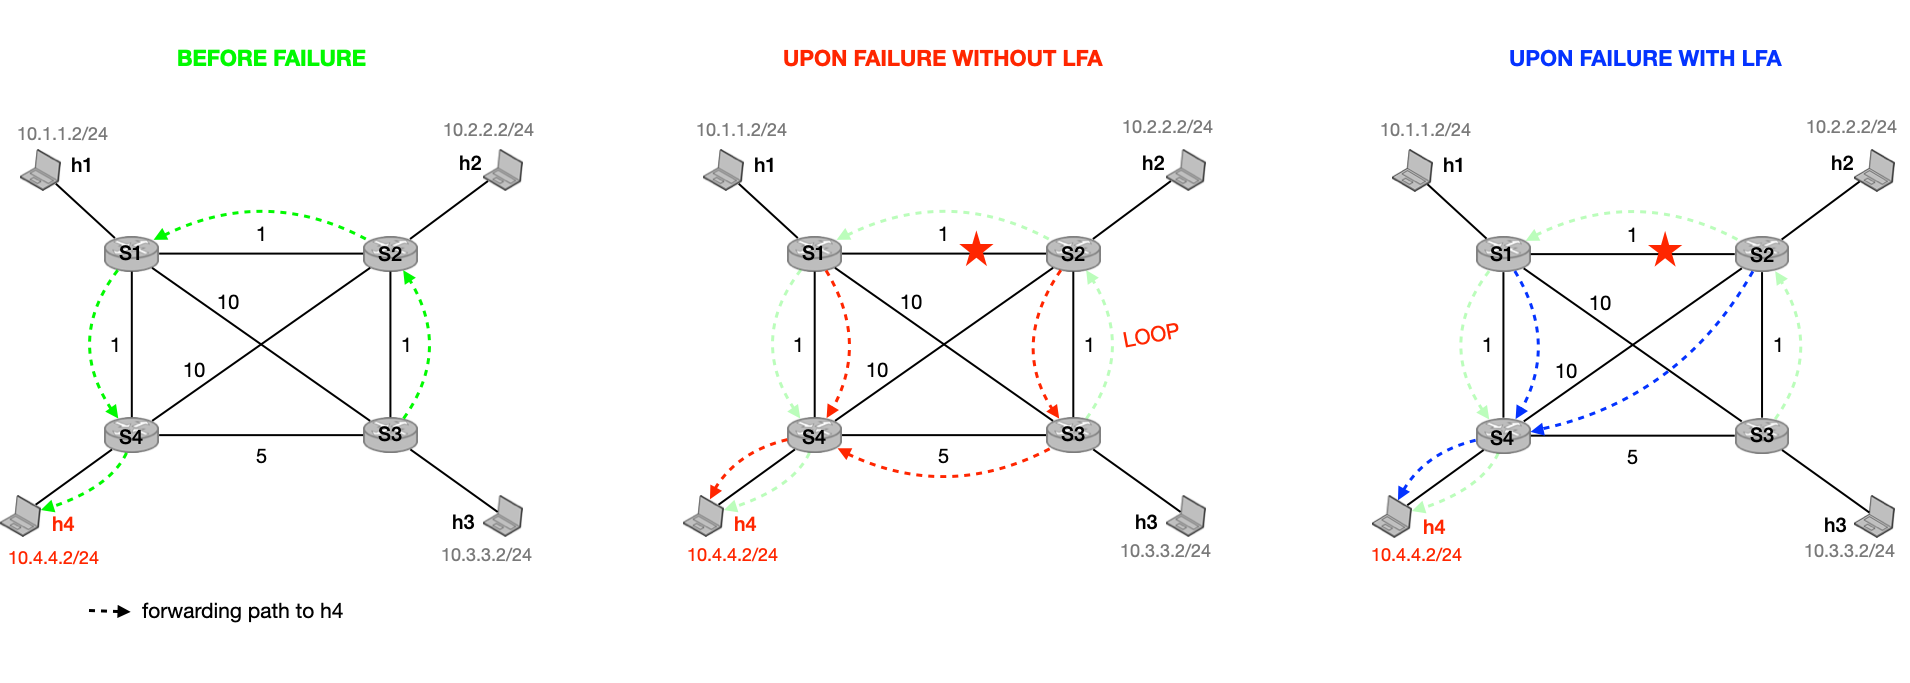 BEFORE FAILURE
10.1.1.2/24
10.2.2.2/24
h1
h2
S1
1
S2
10
1
1
10
S4
S3
5
h4
h3
10.4.4.2/24
10.3.3.2/24
forwarding path to h4
UPON FAILURE WITHOUT LFA
10.1.1.2/24
10.2.2.2/24
h1
h2
S1
1
S2
10
1
1
LOOP
10
S4
S3
5
h4
h3
10.4.4.2/24
10.3.3.2/24
UPON FAILURE WITH LFA
10.1.1.2/24
10.2.2.2/24
h1
h2
S1
1
S2
10
1
1
10
S4
S3
5
h4
h3
10.4.4.2/24
10.3.3.2/24